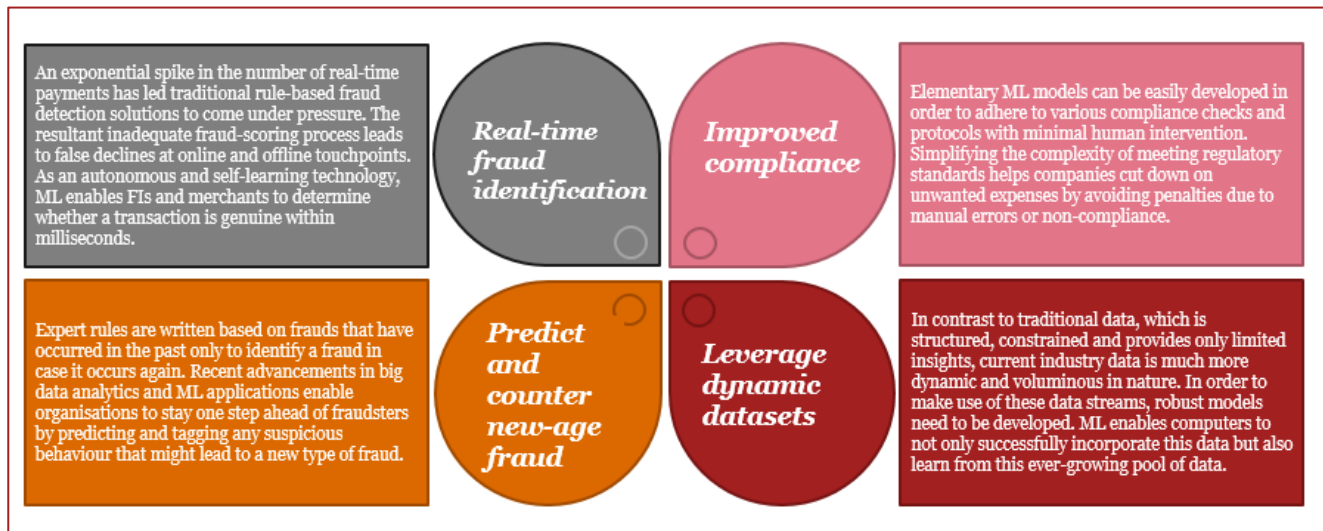 An exponential spike in the number of real-time
payments has led traditional rule-based fraud
detection solutions to come under pressure. The
resultant inadequate fraud-scoring process leads
to false declines at online and offline touchpoints.
As an autonomous and self-learning technology,
ML enables FIs and merchants to determine
whether a transaction is genuine within
milliseconds.
Real-time
fraud
identification
Improved
compliance
Elementary ML models can be easily developed in
order to adhere to various compliance checks and
protocols with minimal human intervention.
Simplifying the complexity of meeting regulatory
standards helps companies cut down on
unwanted expenses by avoiding penalties due to
manual errors or non-compliance.
Expert rules are written based on frauds that have
occurred in the past only to identify a fraud in
case it occurs again. Recent advancements in big
data analytics and ML applications enable
organisations to stay one step ahead of fraudsters
by predicting and tagging any suspicious
behaviour that might lead to a new type of fraud.
Predict
and
counter
new-age
fraud
Leverage
dynamic
datasets
In contrast to traditional data, which is
structured, constrained and provides only limited
insights, current industry data is much more
dynamic and voluminous in nature. In order to
make use of these data streams, robust models
need to be developed. ML enables computers to
not only successfully incorporate this data but also
learn from this ever-growing pool of data.